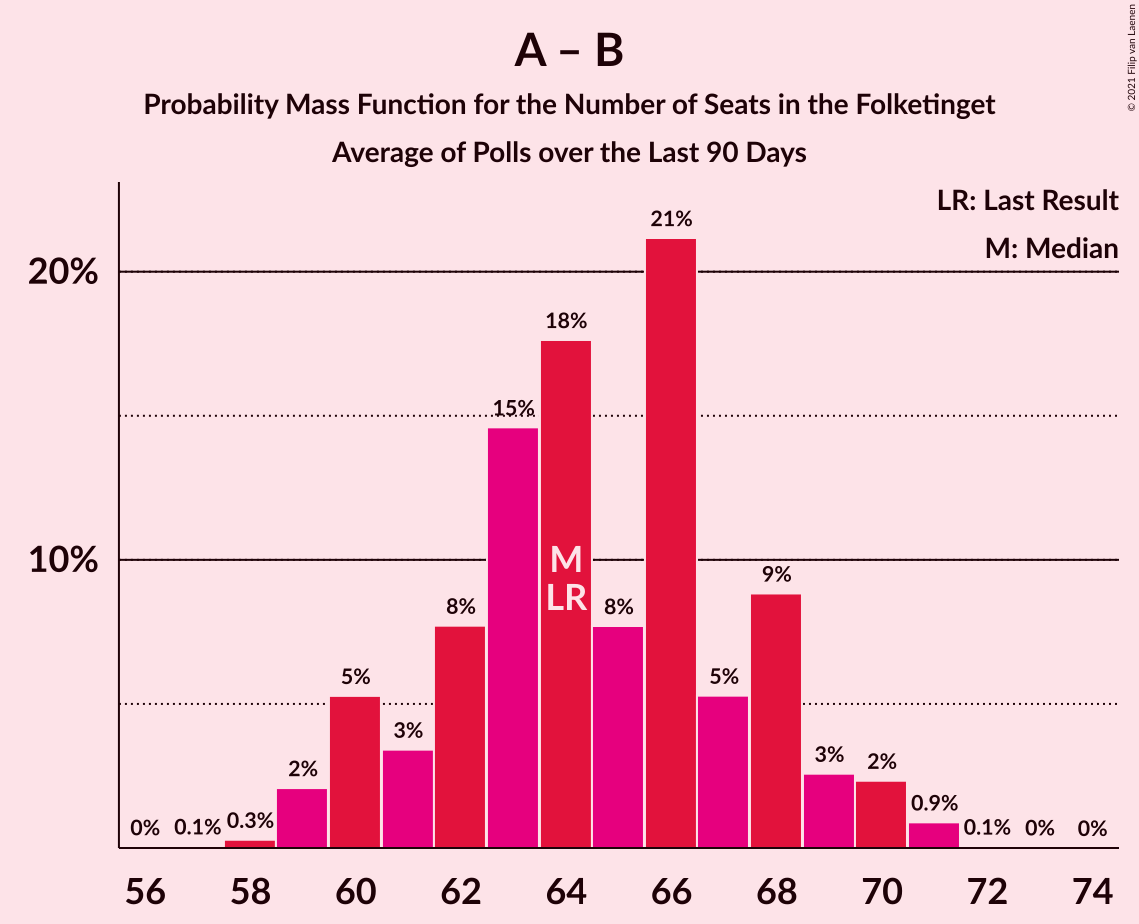 A – B
Probability Mass Function for the Number of Seats in the Folketinget
Average of Polls over the Last 90 Days
© 2021 Filip van Laenen
LR: Last Result
M: Median
20%
10%
0%
0.1%
0.3%
2%
5%
3%
8%
15%
18%
M
LR
8%
21%
5%
9%
3%
2%
0.9%
0.1%
0%
0%
56 58 60 62 64 66 68 70 72 74